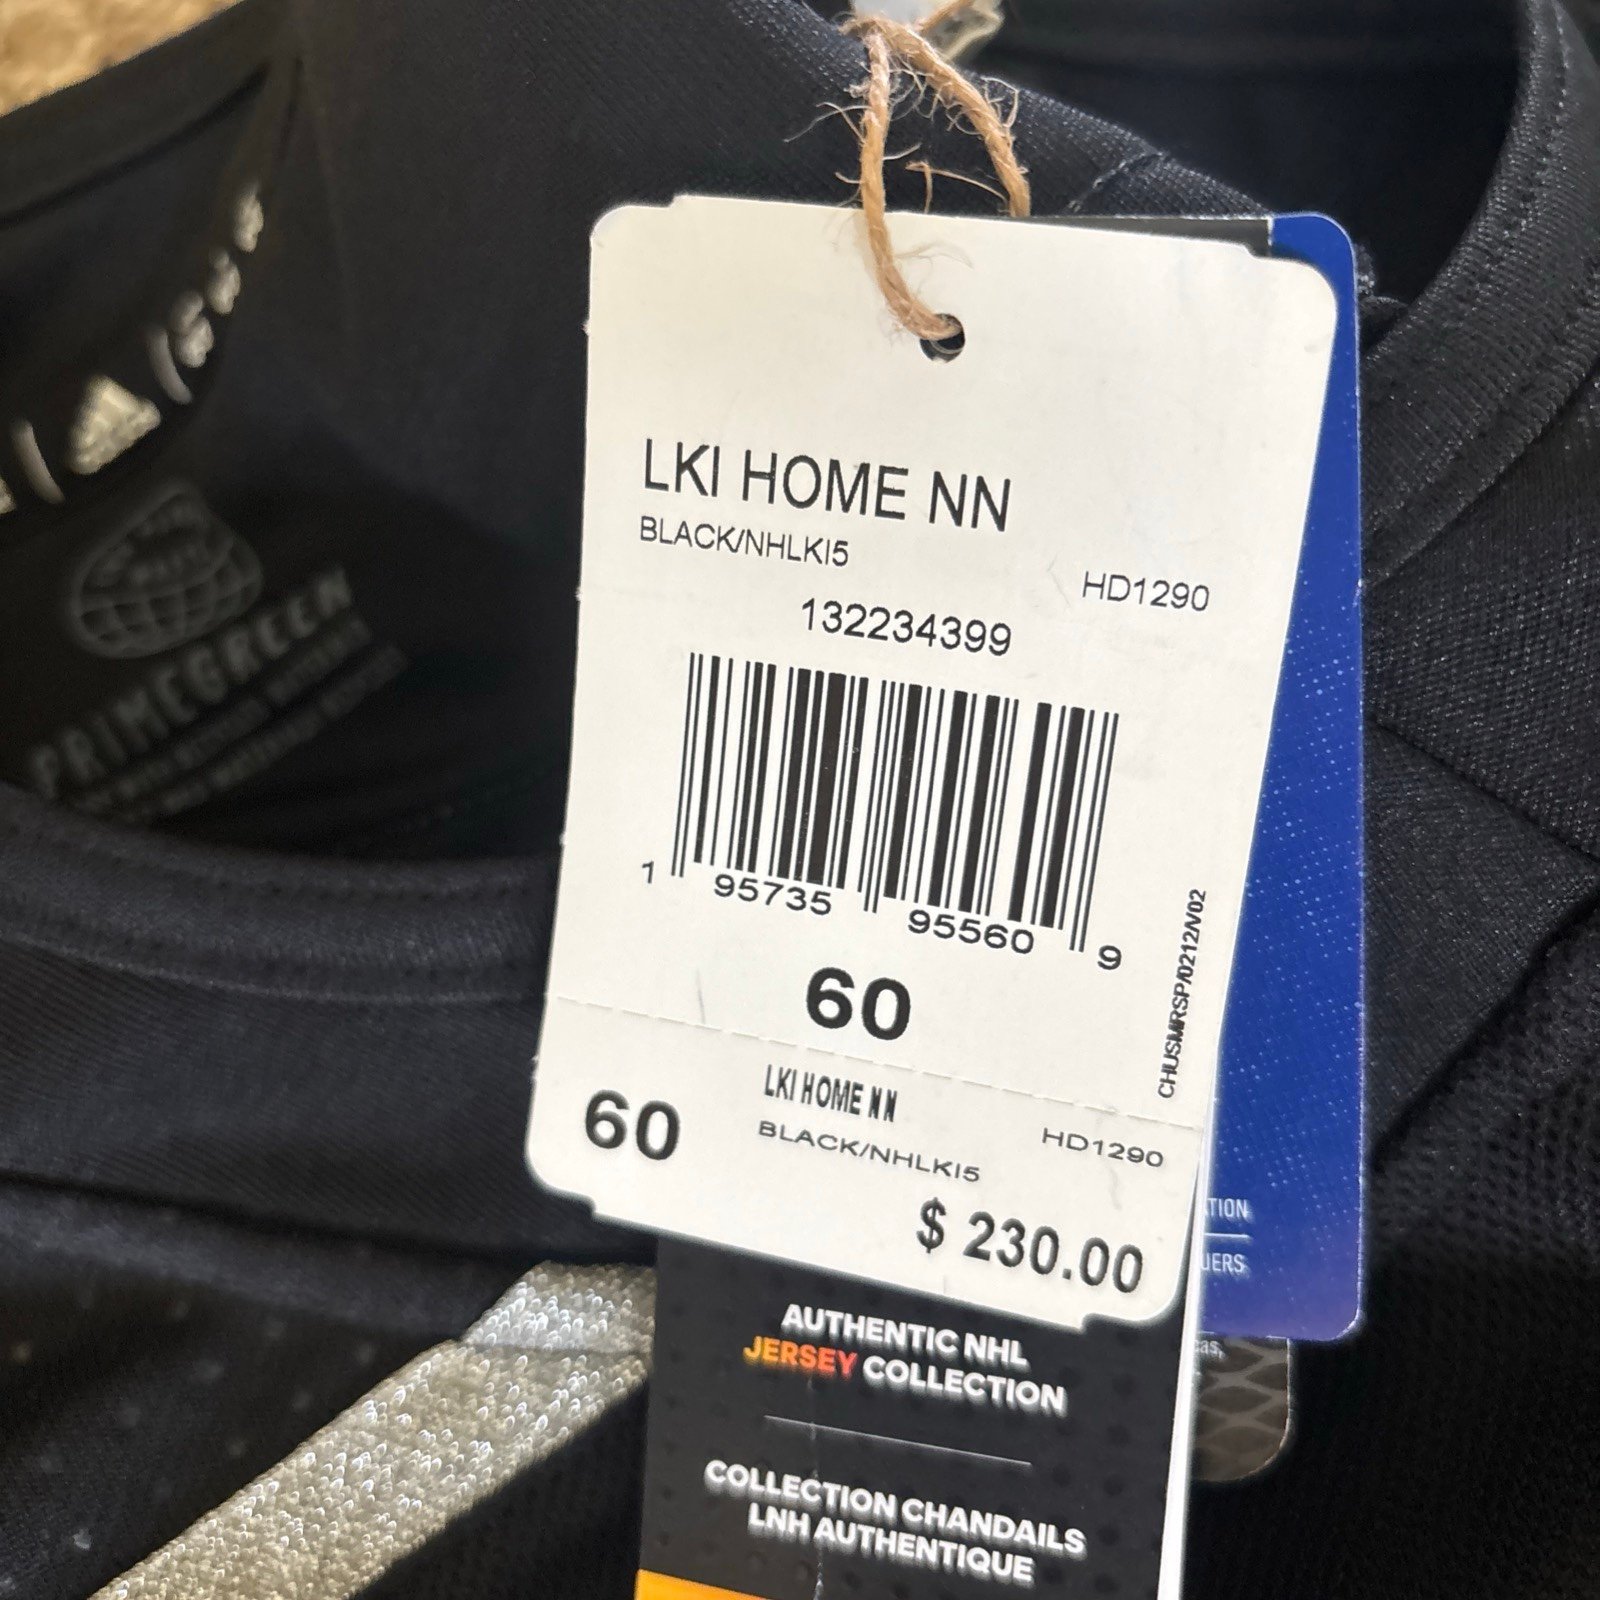 LKI HOME NN
BLACK/NHLKI5
HD1290
132234399
1 95735 95560 9
CHUSMRSP/0212/V02
60
60
LKI HOME NN
BLACK/NHLKI5
HD1290
$ 230.00
AUTHENTIC NHL
JERSEY COLLECTION
COLLECTION CHANDAILS
LNH AUTHENTIQUE
PRIMEGREEN